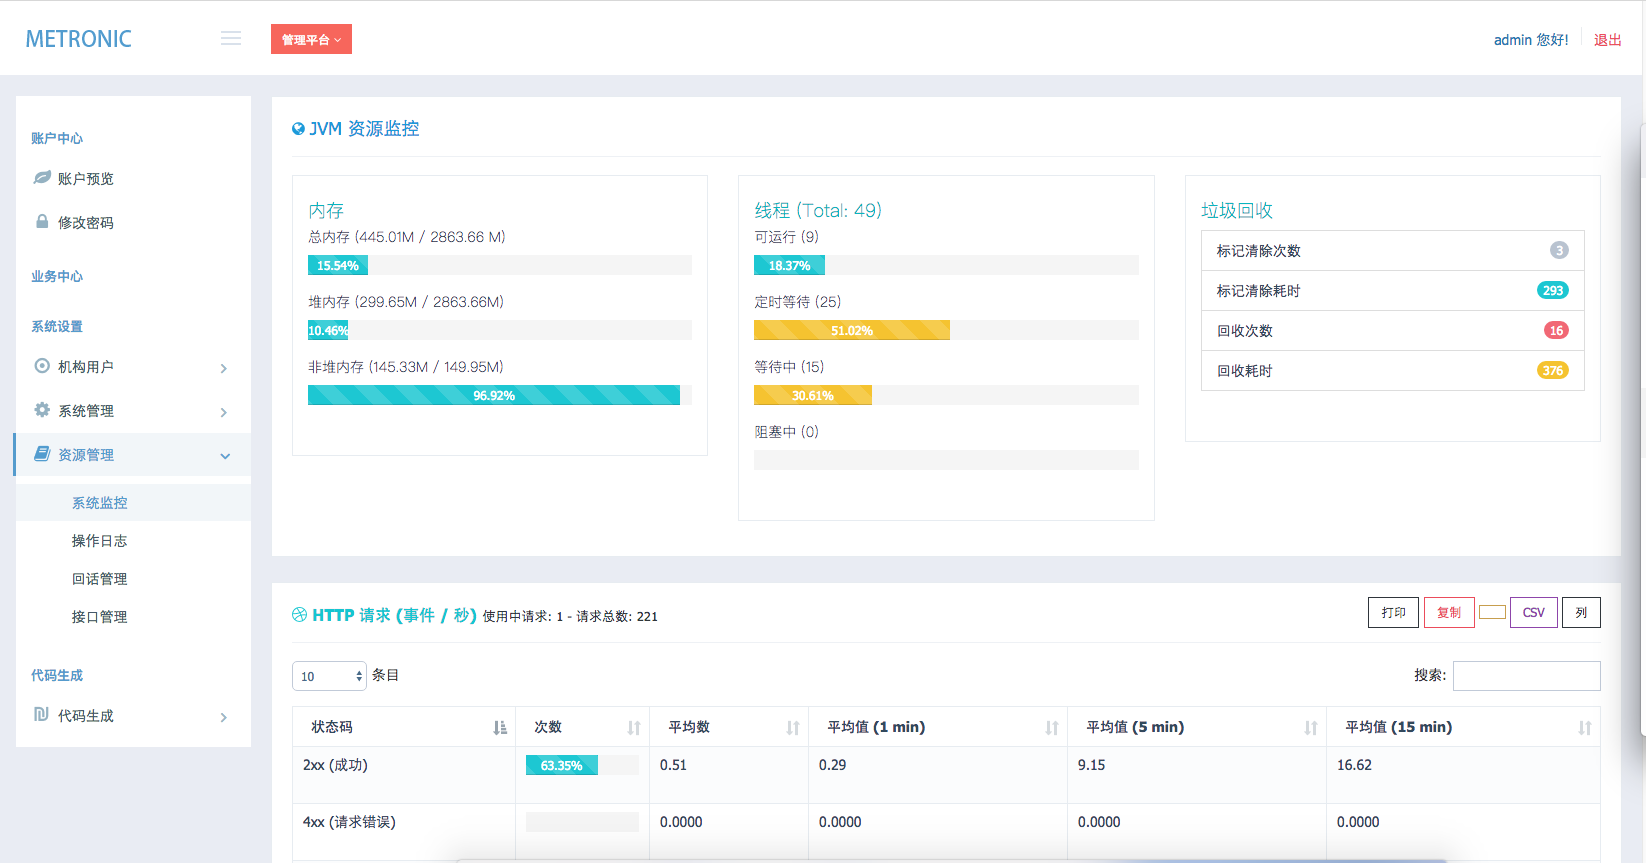 METRONIC
管理平台
admin 您好!
退出
账户中心
账户预览
修改密码
业务中心
系统设置
机构用户
系统管理
资源管理
系统监控
操作日志
回话管理
接口管理
代码生成
代码生成
JVM 资源监控
内存
总内存 (445.01M / 2863.66 M)
15.54%
堆内存 (299.65M / 2863.66M)
10.46%
非堆内存 (145.33M / 149.95M)
96.92%
线程 (Total: 49)
可运行 (9)
18.37%
定时等待 (25)
51.02%
等待中 (15)
30.61%
阻塞中 (0)
垃圾回收
标记清除次数 3
标记清除耗时 293
回收次数 16
回收耗时 376
HTTP 请求 (事件 / 秒) 使用中请求: 1 - 请求总数: 221
打印 复制 CSV 列
10 条目
搜索:
状态码 次数 平均数 平均值 (1 min) 平均值 (5 min) 平均值 (15 min)
2xx (成功) 63.35% 0.51 0.29 9.15 16.62
4xx (请求错误) 0.0000 0.0000 0.0000 0.0000